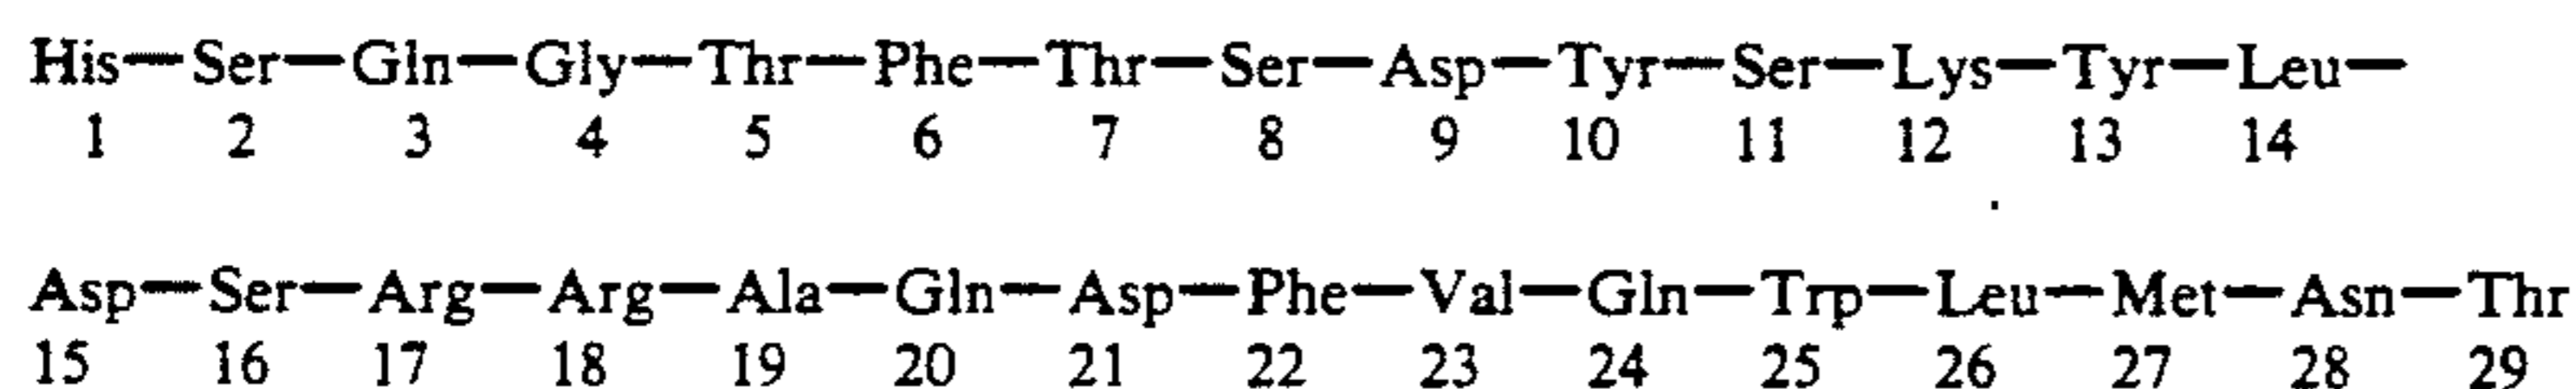 His—Ser—Gln—Gly—Thr—Phe—Thr—Ser—Asp—Tyr—Ser—Lys—Tyr—Leu—
1 2 3 4 5 6 7 8 9 10 11 12 13 14
Asp—Ser—Arg—Arg—Ala—Gln—Asp—Phe—Val—Gln—Trp—Leu—Met—Asn—Thr
15 16 17 18 19 20 21 22 23 24 25 26 27 28 29